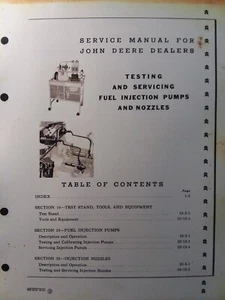 SERVICE MANUAL FOR
JOHN DEERE DEALERS
TESTING
AND SERVICING
FUEL INJECTION PUMPS
AND NOZZLES
TABLE OF CONTENTS
Page
INDEX
SECTION 10—TEST STAND, TOOLS, AND EQUIPMENT
Test Stand
Tools and Equipment
SECTION 20—FUEL INJECTION PUMPS
Description and Operation
Testing and Calibrating Injection Pumps
Testing and Servicing Injection Pumps
SECTION 30—INJECTION NOZZLES
Description and Operation
Testing and Servicing Injection Nozzles